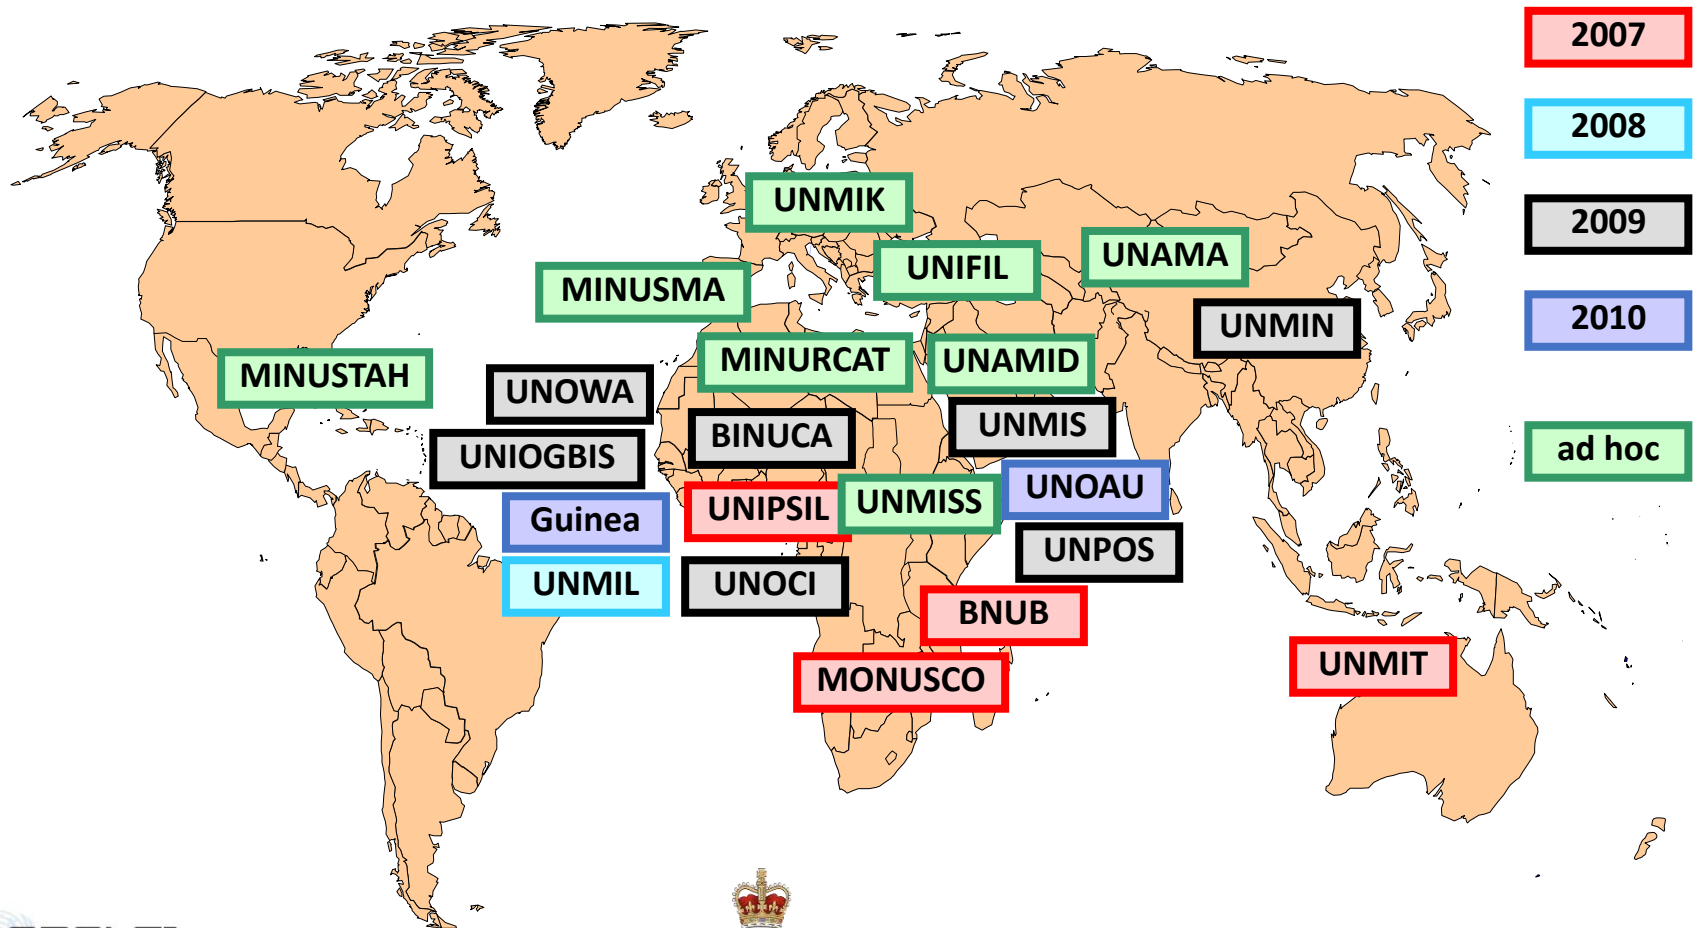 2007
2008
UNMIK
2009
UNAMA
UNIFIL
MINUSMA
2010
UNMIN
MINURCAT
UNAMID
MINUSTAH
UNOWA
UNMIS
BINUCA
ad hoc
UNIOGBIS
UNOAU
UNIPSIL
UNMISS
Guinea
UNPOS
UNMIL
UNOCI
BNUB
UNMIT
MONUSCO